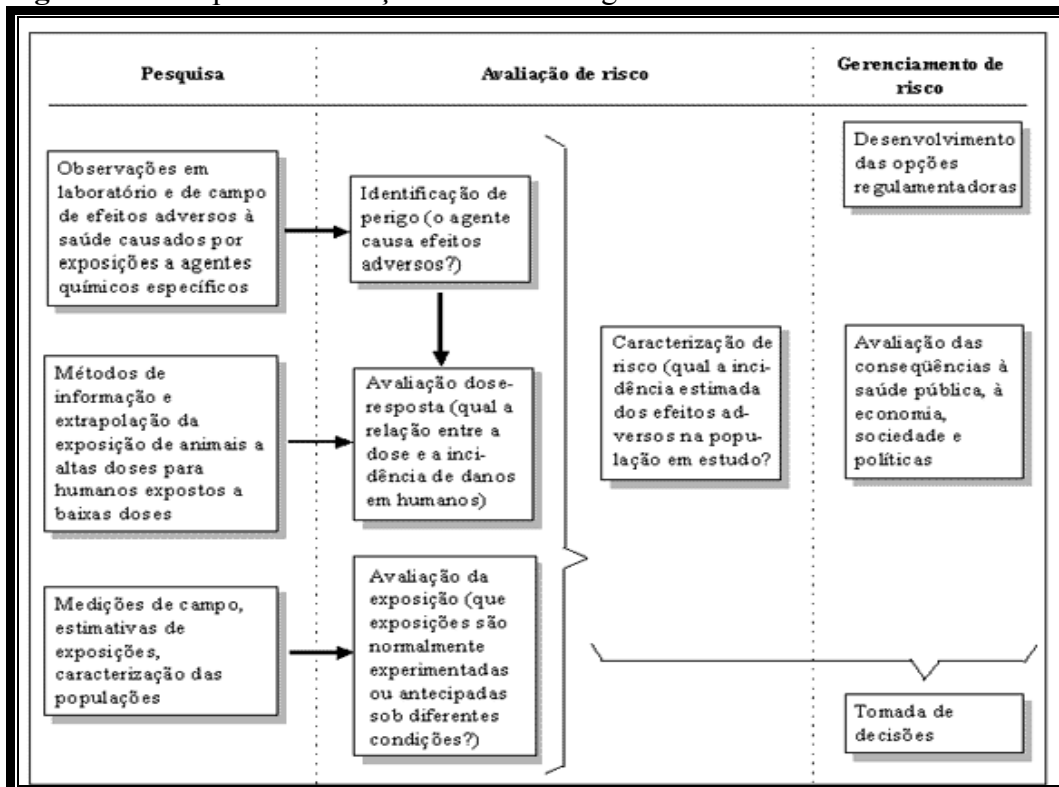 Pesquisa
Avaliação de risco
Gerenciamento de
risco
Observações em
laboratório e de campo
de efeitos adversos à
saúde causados por
exposições a agentes
químicos específicos
Identificação de
perigo (o agente
causa efeitos
adversos?)
Desenvolvimento
das opções
regulamentadoras
Métodos de
informação e
extrapolação da
exposição de animais a
altas doses para
humanos expostos a
baixas doses
Avaliação dose-
resposta (qual a
relação entre a
dose e a inci-
dência de danos
em humanos)
Caracterização de
risco (qual a inci-
dência estimada
dos efeitos ad-
versos na popu-
lação em estudo?
Avaliação das
conseqüências à
saúde pública, à
economia,
sociedade e
políticas
Medições de campo,
estimativas de
exposições,
caracterização das
populações
Avaliação da
exposição (que
exposições são
normalmente
experimentadas
ou antecipadas
sob diferentes
condições?)
Tomada de
decisões